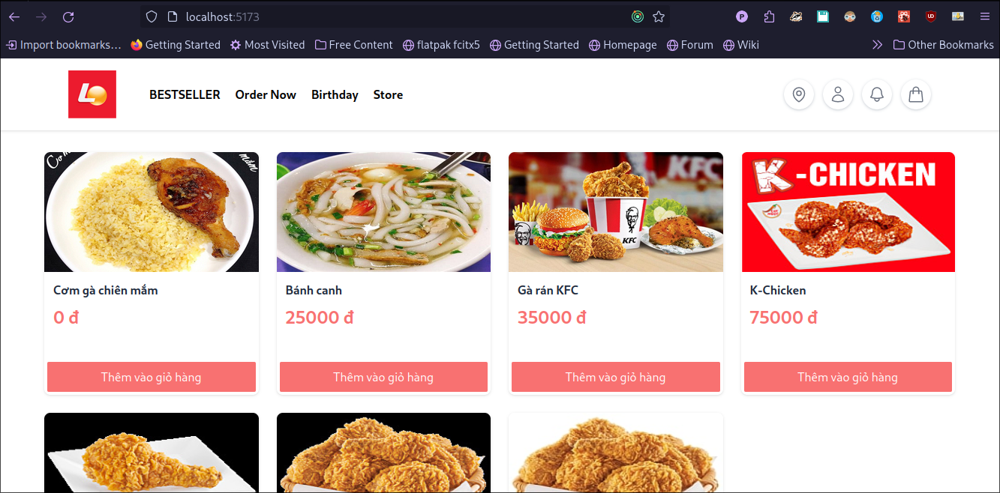 localhost:5173
Import bookmarks... Getting Started Most Visited Free Content flatpak fcitx5 Getting Started Homepage Forum Wiki Other Bookmarks
BESTSELLER Order Now Birthday Store
K-CHICKEN
KFC
KFC
Cơm gà chiên mắm Bánh canh Gà rán KFC K-Chicken
0 đ 25000 đ 35000 đ 75000 đ
Thêm vào giỏ hàng Thêm vào giỏ hàng Thêm vào giỏ hàng Thêm vào giỏ hàng